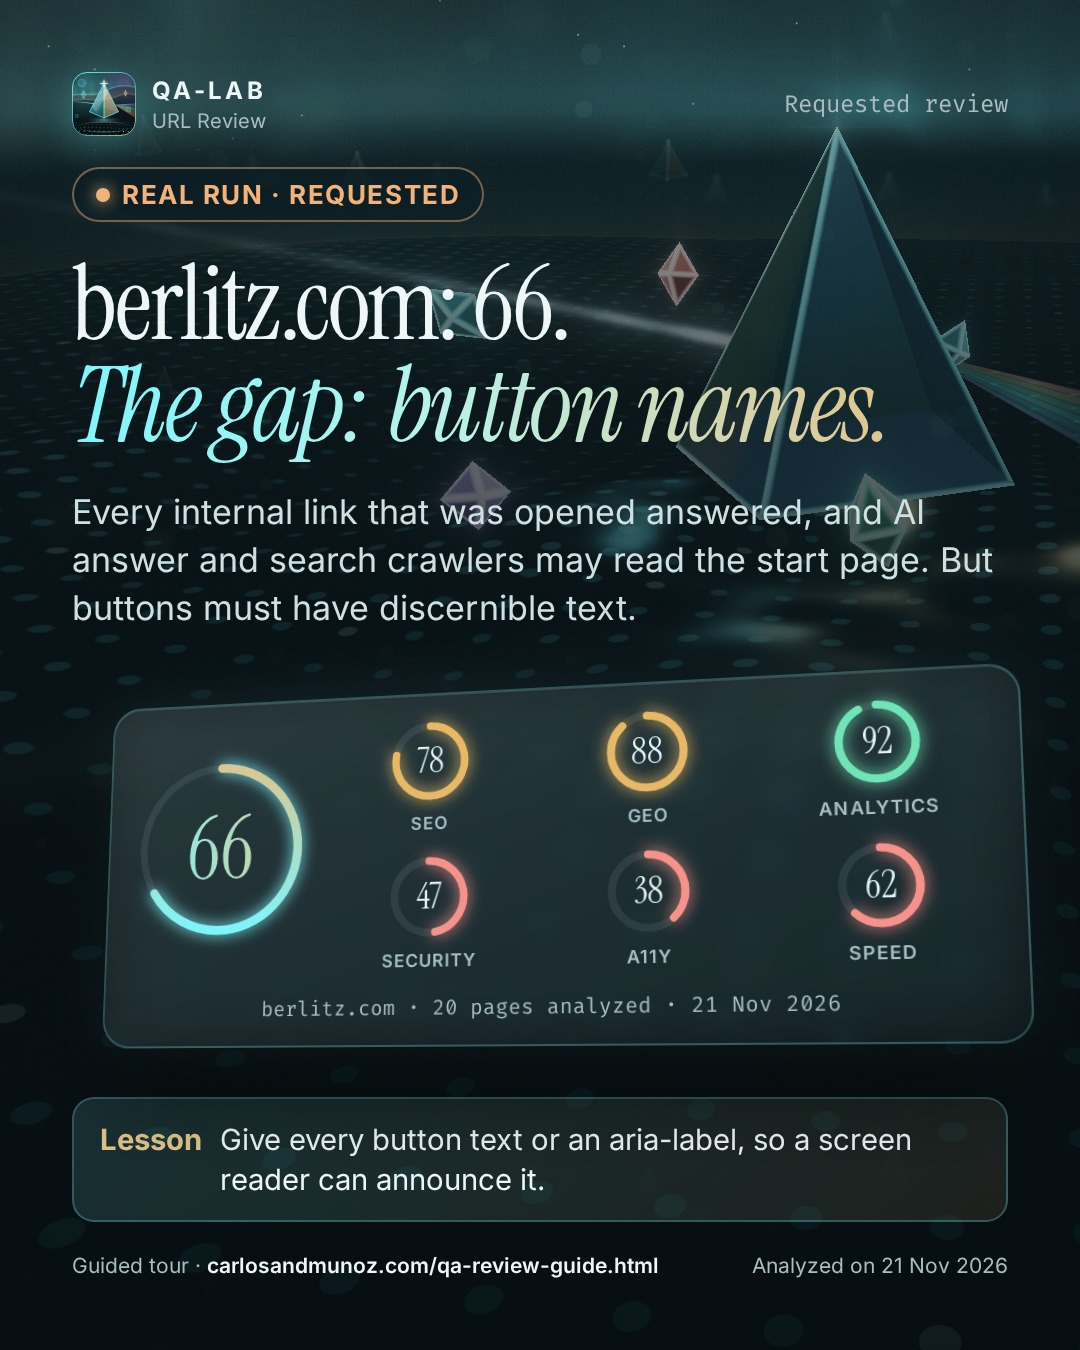 QA-LAB
URL Review
Requested review
REAL RUN · REQUESTED
berlitz.com: 66.
The gap: button names.
Every internal link that was opened answered, and AI
answer and search crawlers may read the start page. But
buttons must have discernible text.
66
78
SEO
88
GEO
92
ANALYTICS
47
SECURITY
38
A11Y
62
SPEED
berlitz.com · 20 pages analyzed · 21 Nov 2026
Lesson Give every button text or an aria-label, so a screen
reader can announce it.
Guided tour · carlosandmunoz.com/qa-review-guide.html
Analyzed on 21 Nov 2026